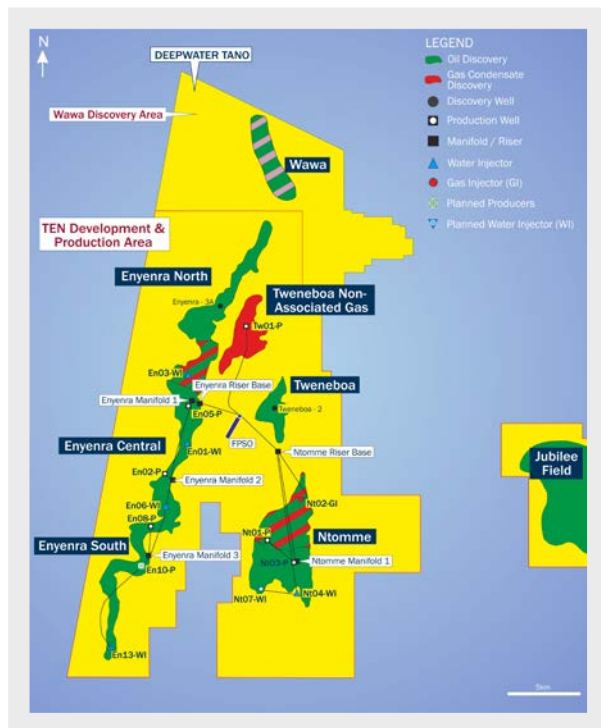 N
DEEPWATER TANO
Wawa Discovery Area
Wawa
LEGEND
Oil Discovery
Gas Condensate
Discovery
Discovery Well
Production Well
Manifold / Riser
Water Injector
Gas Injector (GI)
Planned Producers
Planned Water Injector (WI)
TEN Development &
Production Area
Enyenra North
Enyenra - 3A
Tweneboa Non-
Associated Gas
Tw01-P
En03-WI
Enyenra Riser Base
Enyenra Manifold 1
En05-P
Tweneboa
Tweneboa - 2
FPSO
Enyenra Central
En01-WI
Ntomme Riser Base
Jubilee
Field
En02-P
Enyenra Manifold 2
Nt02-GI
En06-WI
En08-P
Nt01-P
Ntomme
Enyenra South
Enyenra Manifold 3
Nt03-P
Ntomme Manifold 1
En10-P
Nt07-WI
Nt04-WI
En13-WI
5km